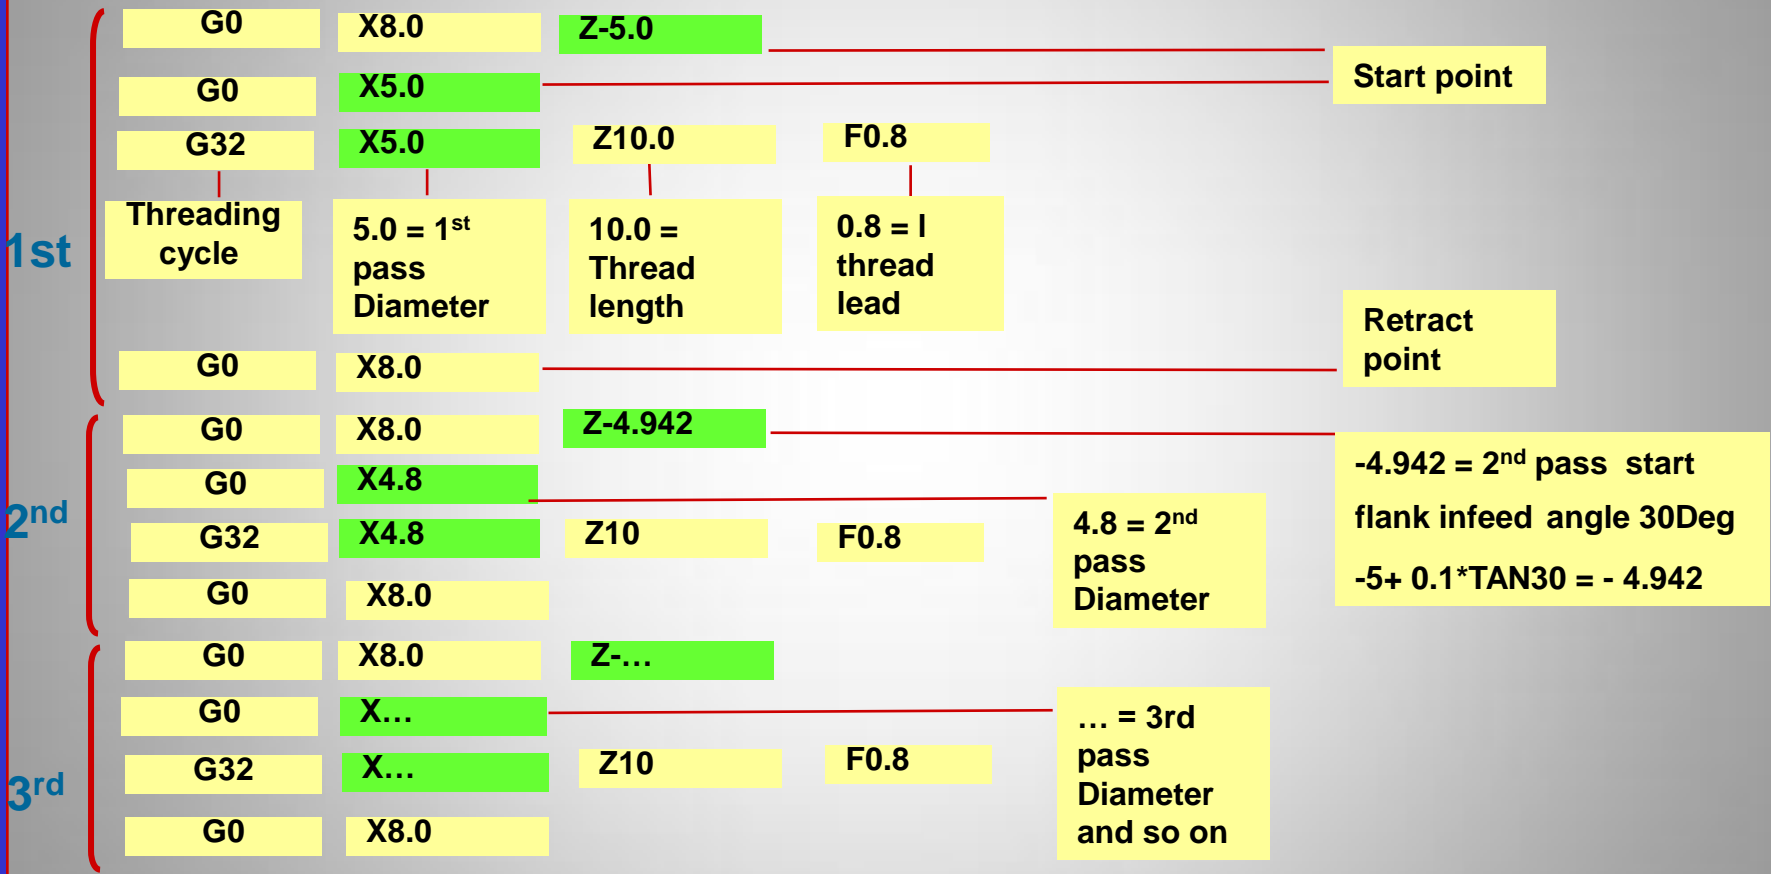 G0 X8.0 Z-5.0
Start point
G0 X5.0
G32 X5.0 Z10.0 F0.8
1st
Threading
cycle
5.0 = 1st
pass
Diameter
10.0 =
Thread
length
0.8 = l
thread
lead
Retract
point
G0 X8.0
2nd
G0 X8.0 Z-4.942
-4.942 = 2nd pass start
flank infeed angle 30Deg
-5+ 0.1*TAN30 = - 4.942
G0 X4.8
4.8 = 2nd
pass
Diameter
G32 X4.8 Z10 F0.8
G0 X8.0
3rd
G0 X8.0 Z-…
G0 X…
… = 3rd
pass
Diameter
and so on
G32 X… Z10 F0.8
G0 X8.0